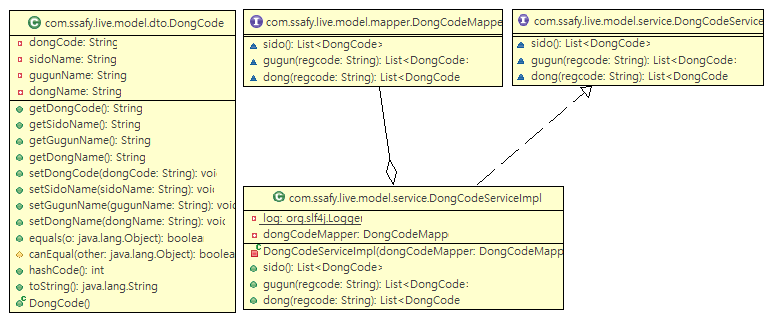 com.ssafy.live.model.dto.DongCode
dongCode: String
sidoName: String
gugunName: String
dongName: String
getDongCode(): String
getSidoName(): String
getGugunName(): String
getDongName(): String
setDongCode(dongCode: String): voi
setSidoName(sidoName: String): voi
setGugunName(gugunName: String): voi
setDongName(dongName: String): voi
equals(o: java.lang.Object): boolea
canEqual(other: java.lang.Object): boolea
hashCode(): int
toString(): java.lang.String
DongCode()
com.ssafy.live.model.mapper.DongCodeMappe
sido(): List<DongCode>
gugun(regcode: String): List<DongCode:
dong(regcode: String): List<DongCode
com.ssafy.live.model.service.DongCodeService
sido(): List<DongCode>
gugun(regcode: String): List<DongCode:
dong(regcode: String): List<DongCode
com.ssafy.live.model.service.DongCodeServiceImpl
log: org.slf4j.Logger
dongCodeMapper: DongCodeMapp
DongCodeServiceImpl(dongCodeMapper: DongCodeMapp
sido(): List<DongCode>
gugun(regcode: String): List<DongCode:
dong(regcode: String): List<DongCode